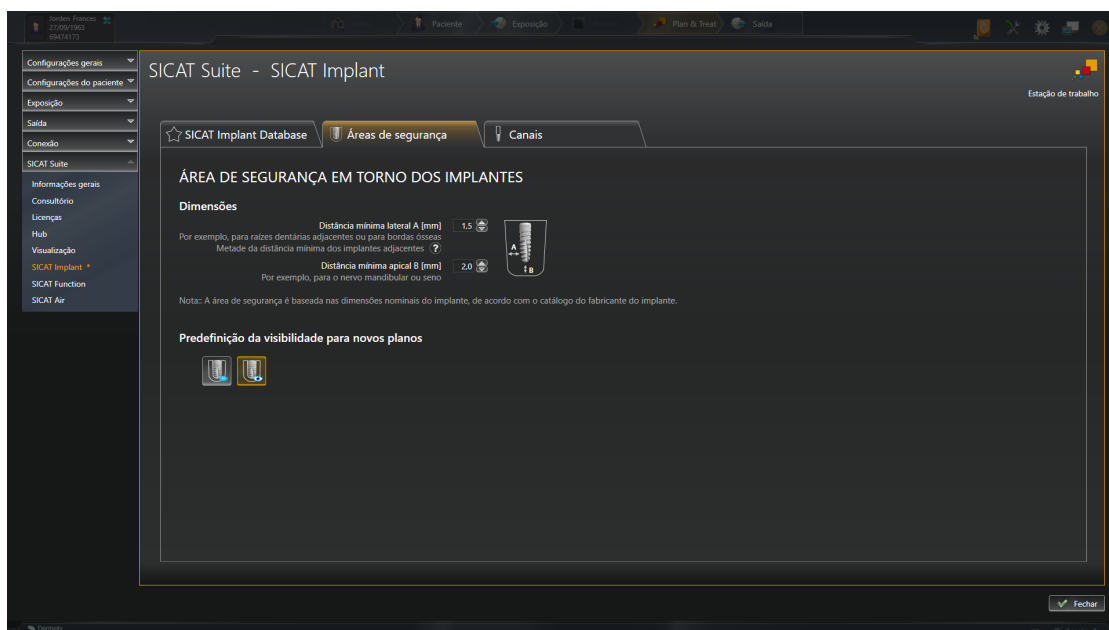 Jorden Frances
27/09/1963
69474173
Paciente
Exposição
Plan & Treat
Saída
Configurações gerais
Configurações do paciente
Exposição
Saída
Conexão
SICAT Suite
Informações gerais
Consultório
Licenças
Hub
Visualização
SICAT Implant *
SICAT Function
SICAT Air
SICAT Suite - SICAT Implant
Estação de trabalho
SICAT Implant Database
Áreas de segurança
Canais
ÁREA DE SEGURANÇA EM TORNO DOS IMPLANTES
Dimensões
Distância mínima lateral A [mm] 1.5
Por exemplo, para raízes dentárias adjacentes ou para bordas ósseas
Metade da distância mínima dos implantes adjacentes ?
Distância mínima apical B [mm] 2.0
Por exemplo, para o nervo mandibular ou seno
A
B
Nota:: A área de segurança é baseada nas dimensões nominais do implante, de acordo com o catálogo do fabricante do implante.
Predefinição da visibilidade para novos planos
Fechar
Dentsply